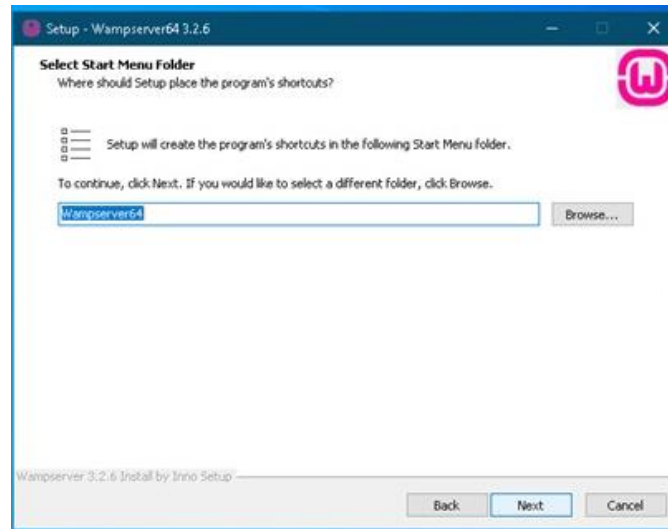 Setup - Wampserver64 3.2.6
Select Start Menu Folder
Where should Setup place the program's shortcuts?
Setup will create the program's shortcuts in the following Start Menu folder.
To continue, click Next. If you would like to select a different folder, click Browse.
Wampserver64
Browse...
Wampserver 3.2.6 Install by Inno Setup
Back
Next
Cancel